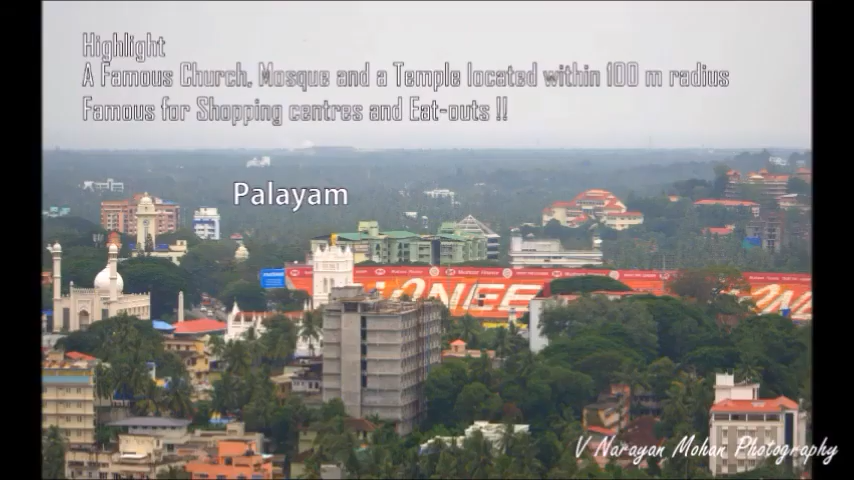 Highlight
A Famous Church, Mosque and a Temple located within 100 m radius
Famous for Shopping centres and Eat-outs !!
Palayam
V Narayan Mohan Photography